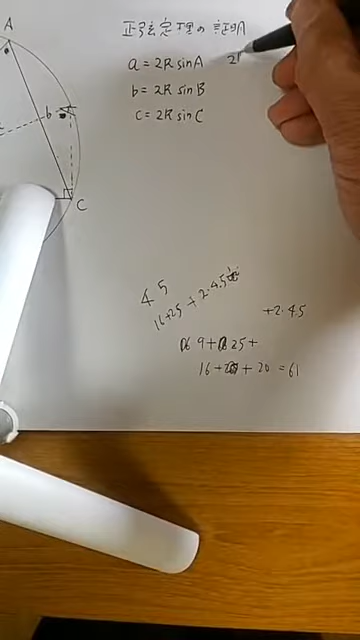 正弦定理の証明
A
a = 2R sinA
b = 2R sinB
c = 2R sinC
b
C
4 5
16+25 + 2·4.5
+2·4.5
9+ 25+
16+ + 20 = 61